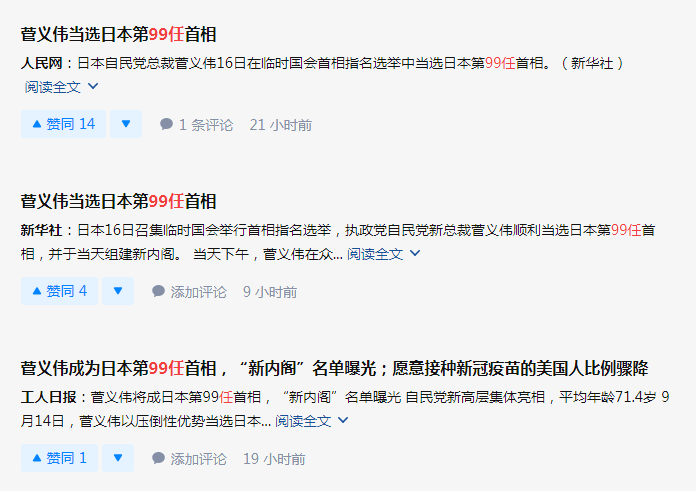 菅义伟当选日本第99任首相
人民网：日本自民党总裁菅义伟16日在临时国会首相指名选举中当选日本第99任首相。（新华社）
阅读全文
赞同 14
1 条评论
21 小时前
菅义伟当选日本第99任首相
新华社：日本16日召集临时国会举行首相指名选举，执政党自民党新总裁菅义伟顺利当选日本第99任首
相，并于当天组建新内阁。 当天下午，菅义伟在众... 阅读全文
赞同 4
添加评论
9 小时前
菅义伟成为日本第99任首相，“新内阁”名单曝光；愿意接种新冠疫苗的美国人比例骤降
工人日报：菅义伟将成日本第99任首相，“新内阁”名单曝光 自民党新高层集体亮相，平均年龄71.4岁 9
月14日，菅义伟以压倒性优势当选日本... 阅读全文
赞同 1
添加评论
19 小时前